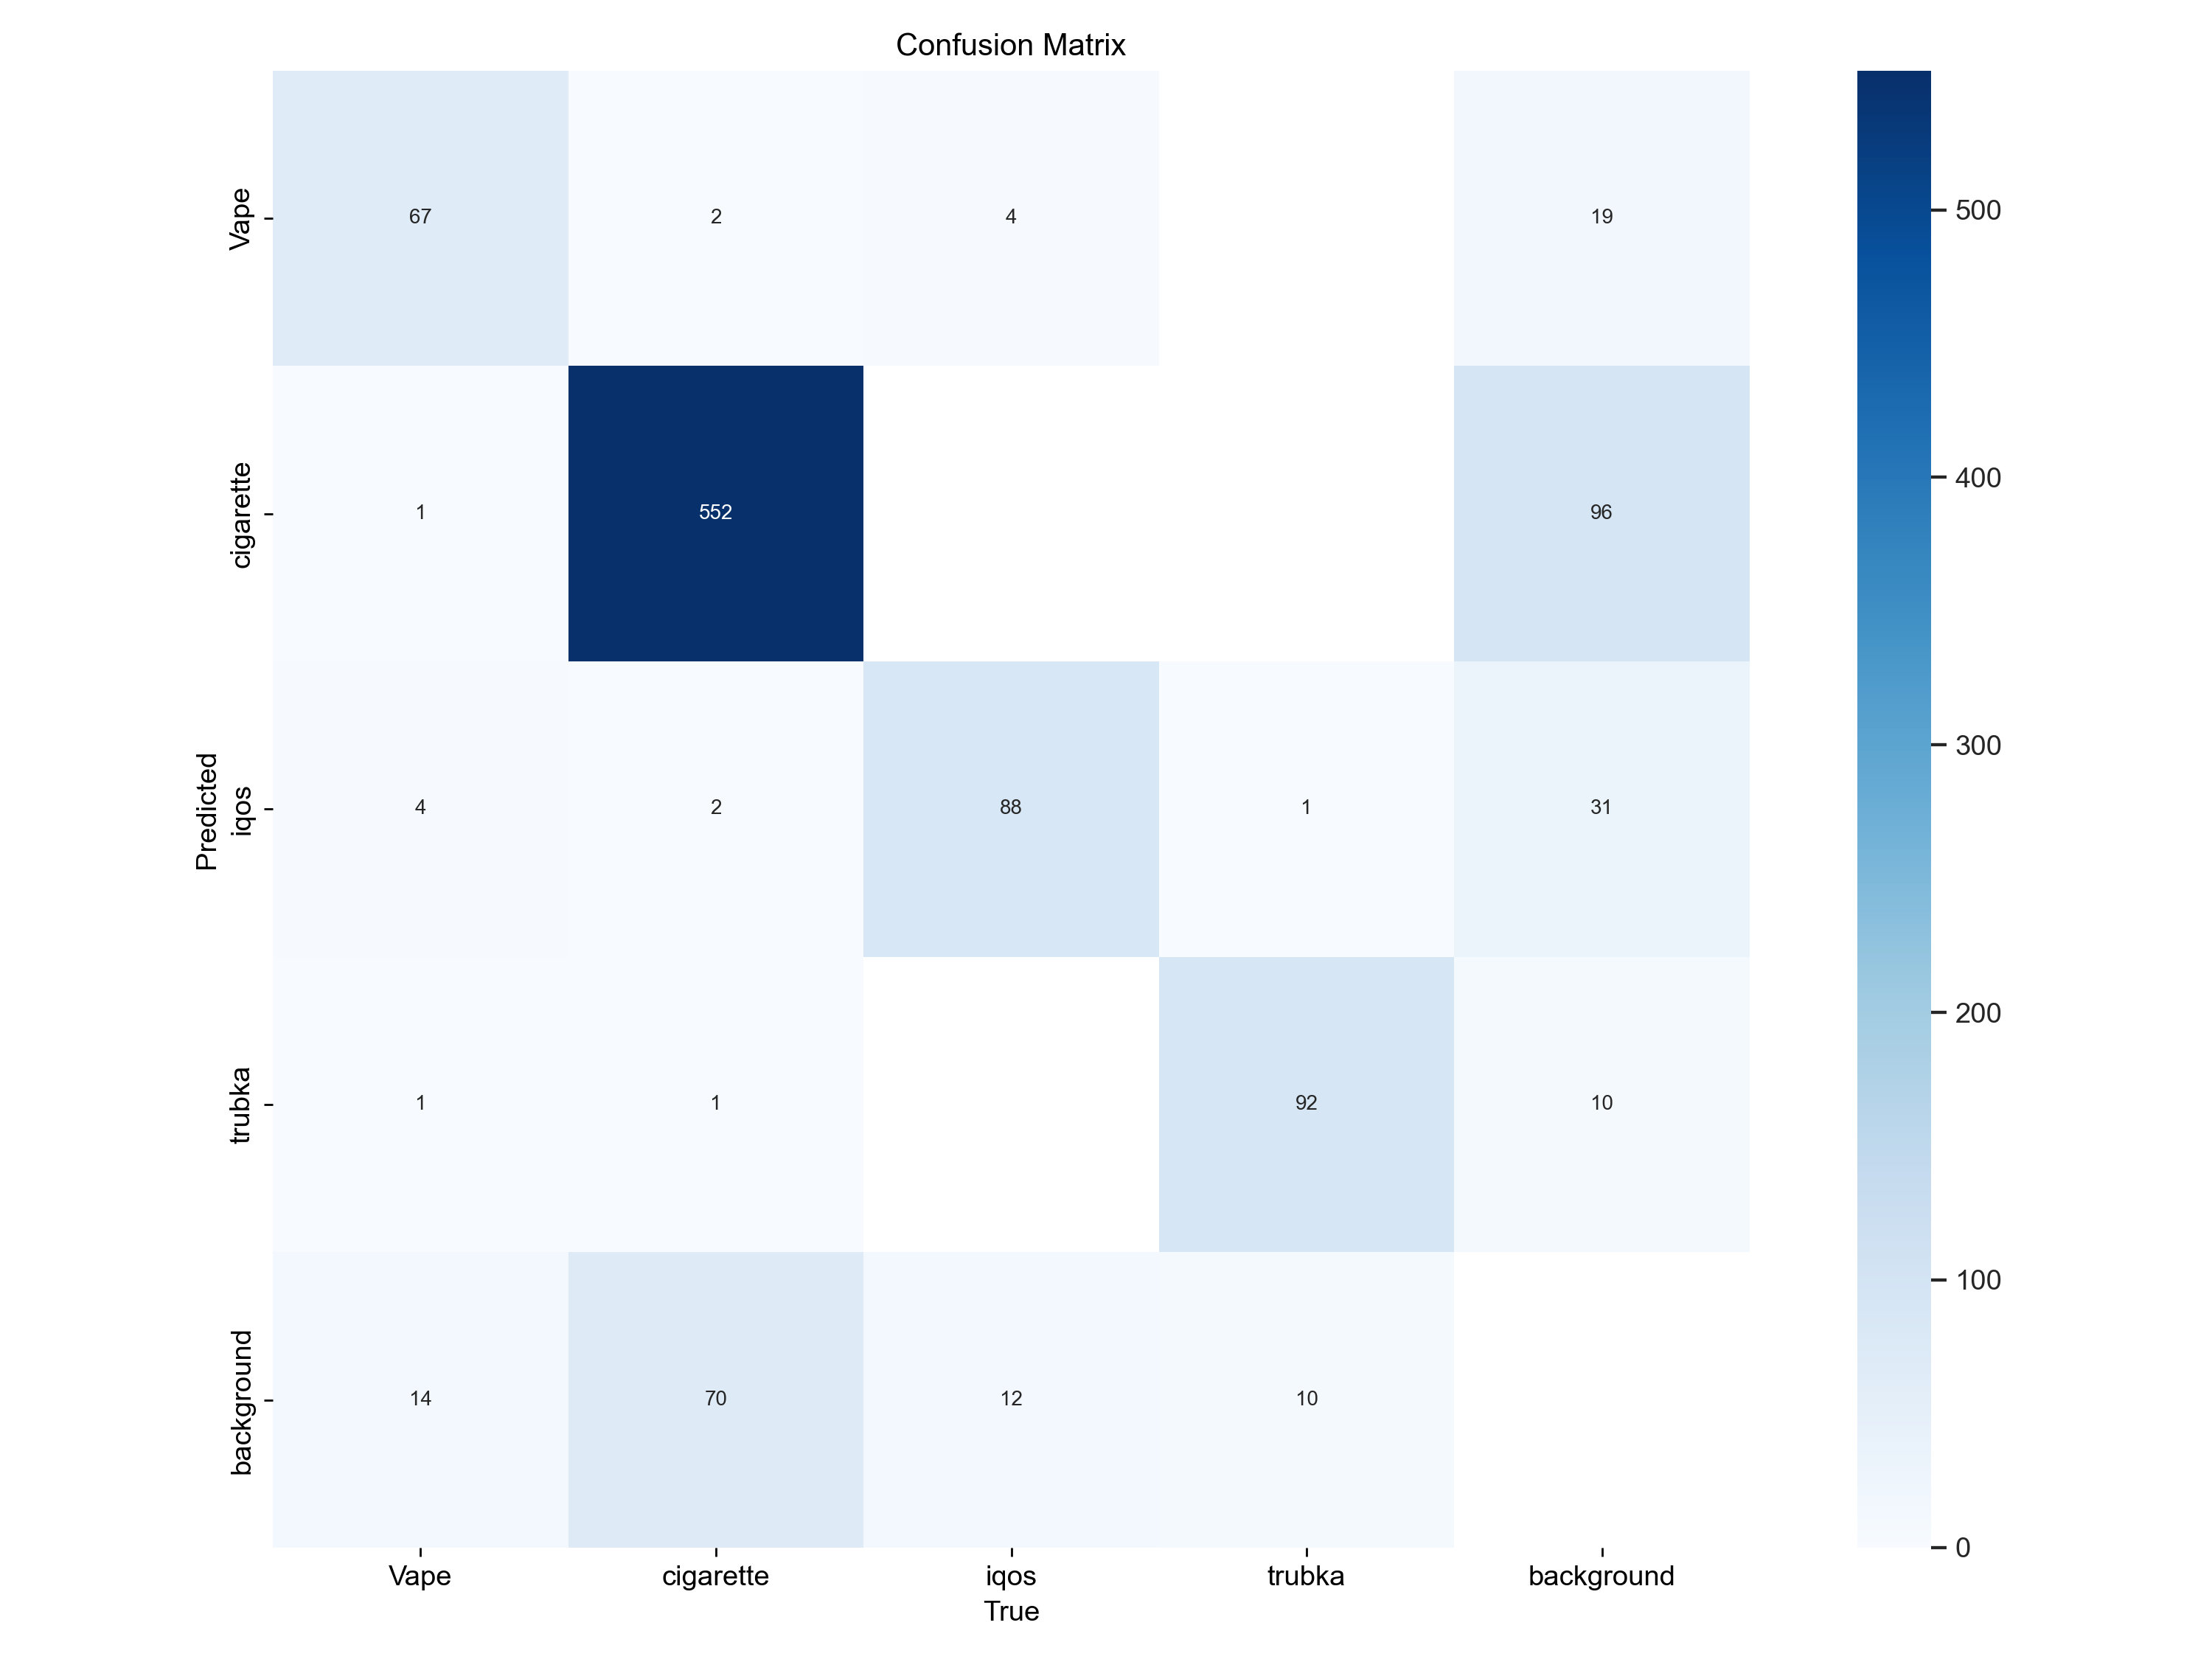 Confusion Matrix
Vape
67
2
4
19
500
cigarette
1
552
96
400
Predicted
iqos
4
2
88
1
31
300
trubka
1
1
92
10
200
background
14
70
12
10
100
0
Vape
cigarette
iqos
trubka
background
True